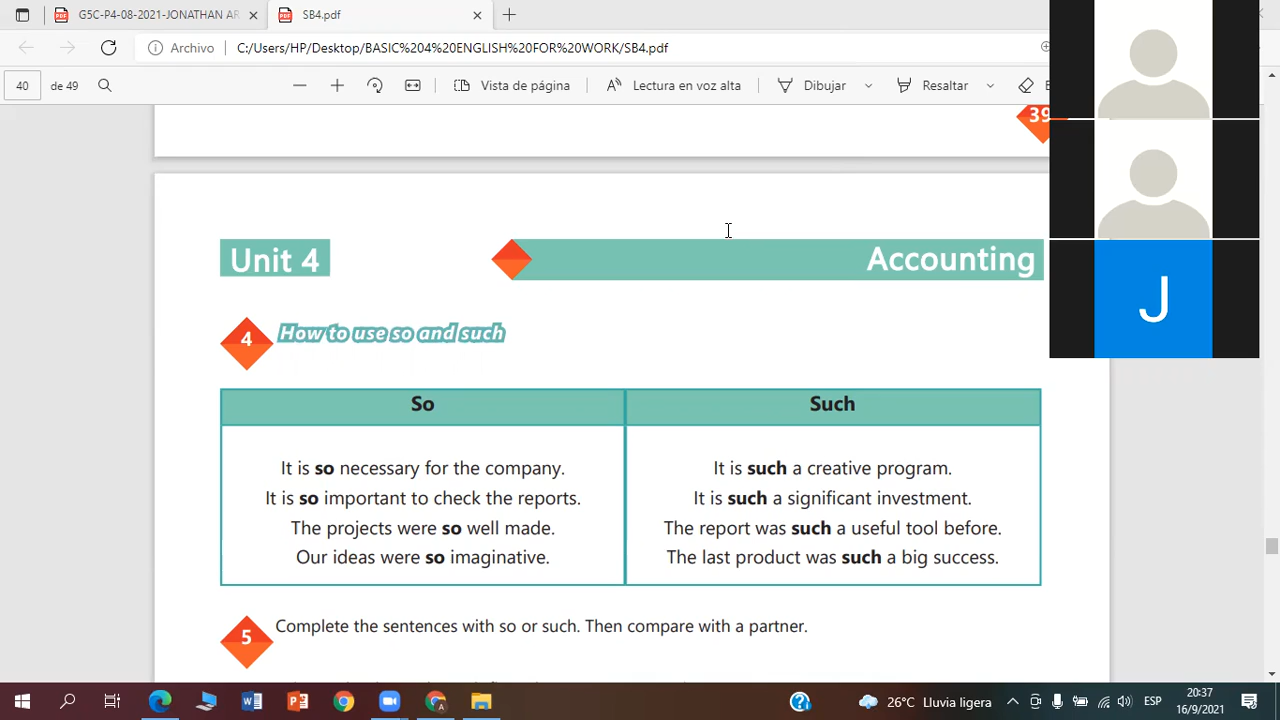 G5C-P4-08-2021-JONATHAN AR
SB4.pdf
Archivo
C:/Users/HP/Desktop/BASIC%204%20ENGLISH%20FOR%20WORK/SB4.pdf
40
de 49
Vista de página
Lectura en voz alta
Dibujar
Resaltar
39
Unit 4
Accounting
4
How to use so and such
So
Such
It is so necessary for the company.
It is so important to check the reports.
The projects were so well made.
Our ideas were so imaginative.
It is such a creative program.
It is such a significant investment.
The report was such a useful tool before.
The last product was such a big success.
5
Complete the sentences with so or such. Then compare with a partner.
J
26°C Lluvia ligera
ESP
20:37
16/9/2021